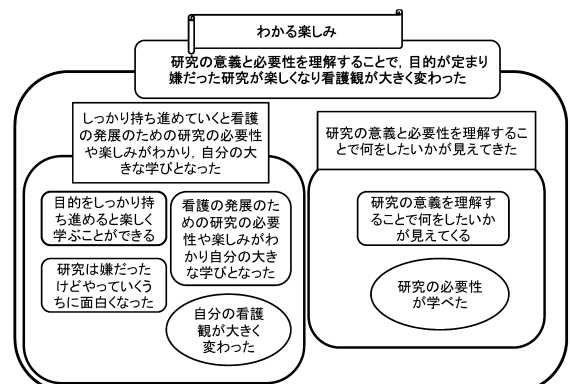 わかる楽しみ
研究の意義と必要性を理解することで，目的が定まり
嫌だった研究が楽しくなり看護観が大きく変わった
しっかり持ち進めていくと看護
の発展のための研究の必要性
や楽しみがわかり，自分の大
きな学びとなった
目的をしっかり持
ち進めると楽しく
学ぶことができる
研究は嫌だった
けどやっていくう
ちに面白くなった
看護の発展のた
めの研究の必要
性や楽しみがわ
かり自分の大き
な学びとなった
自分の看護
観が大きく
変わった
研究の意義と必要性を理解するこ
とで何をしたいかが見えてきた
研究の意義を理解す
ることで何をしたいか
が見えてくる
研究の必要性
が学べた